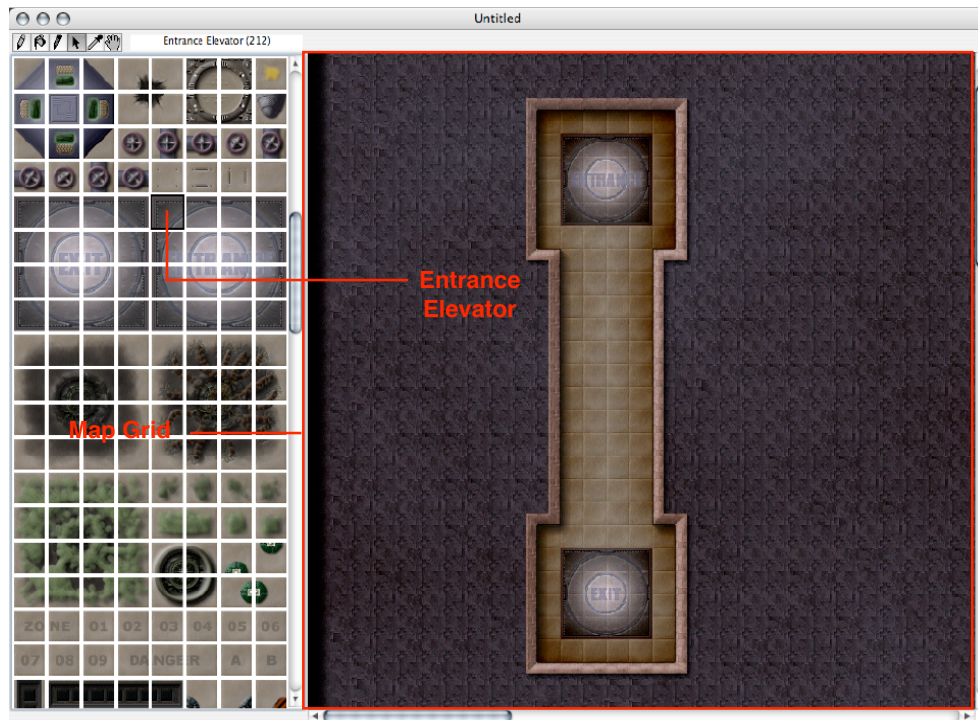 Untitled
Entrance Elevator (212)
EXIT
ENTRANCE
ENTRANCE
Entrance
Elevator
Map Grid
EXIT
ZONE 01 02 03 04 05 06
07 08 09 DANGER A B